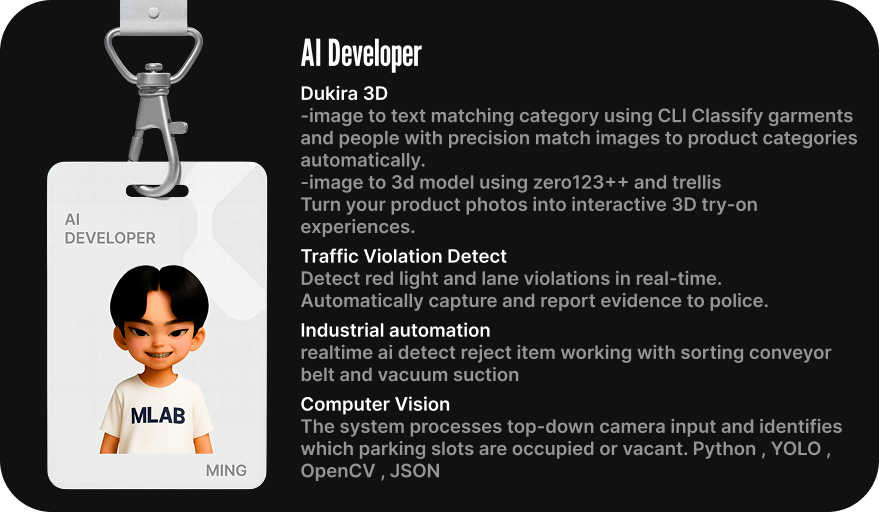 AI
DEVELOPER
MLAB
MING
AI Developer
Dukira 3D
-image to text matching category using CLI Classify garments
and people with precision match images to product categories
automatically.
-image to 3d model using zero123++ and trellis
Turn your product photos into interactive 3D try-on
experiences.
Traffic Violation Detect
Detect red light and lane violations in real-time.
Automatically capture and report evidence to police.
Industrial automation
realtime ai detect reject item working with sorting conveyor
belt and vacuum suction
Computer Vision
The system processes top-down camera input and identifies
which parking slots are occupied or vacant. Python , YOLO ,
OpenCV , JSON